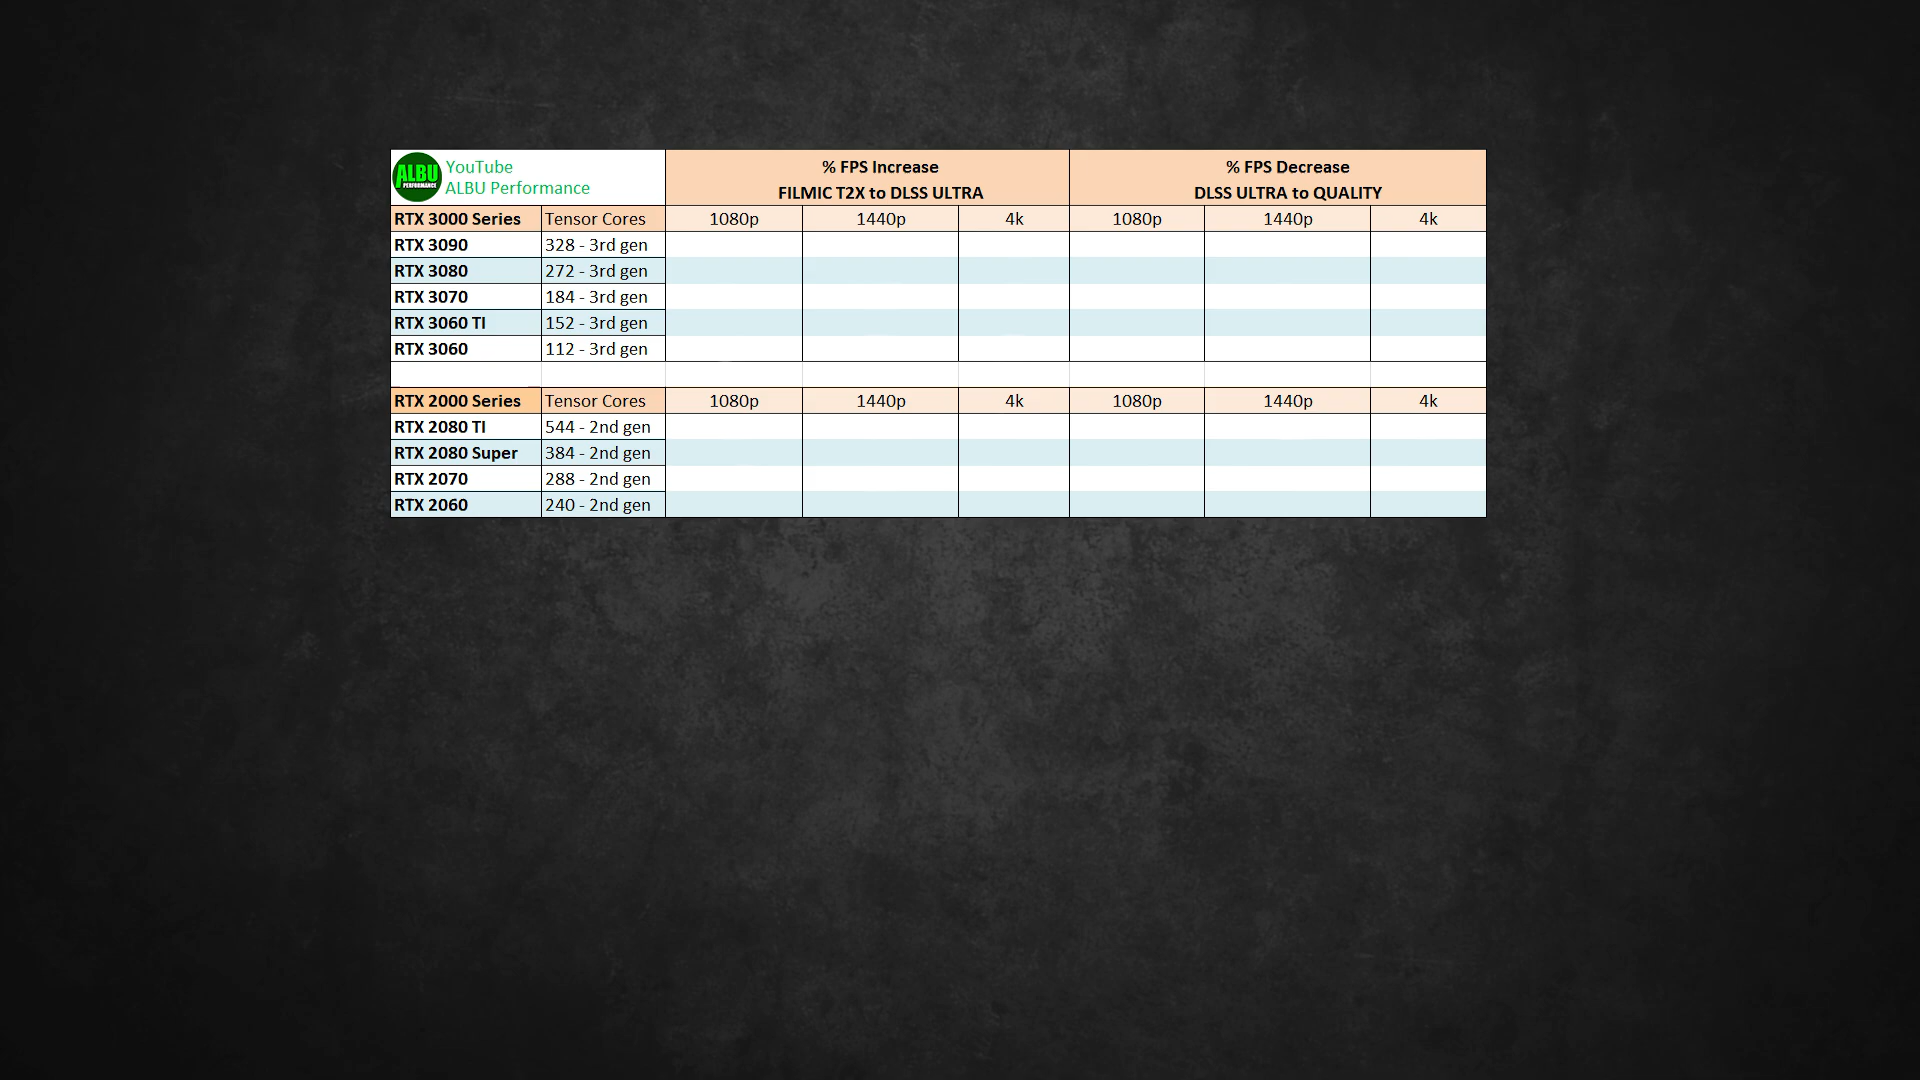 ALBU
PERFORMANCE
YouTube
ALBU Performance
% FPS Increase
FILMIC T2X to DLSS ULTRA
% FPS Decrease
DLSS ULTRA to QUALITY
RTX 3000 Series Tensor Cores 1080p 1440p 4k 1080p 1440p 4k
RTX 3090 328 - 3rd gen
RTX 3080 272 - 3rd gen
RTX 3070 184 - 3rd gen
RTX 3060 TI 152 - 3rd gen
RTX 3060 112 - 3rd gen
RTX 2000 Series Tensor Cores 1080p 1440p 4k 1080p 1440p 4k
RTX 2080 TI 544 - 2nd gen
RTX 2080 Super 384 - 2nd gen
RTX 2070 288 - 2nd gen
RTX 2060 240 - 2nd gen